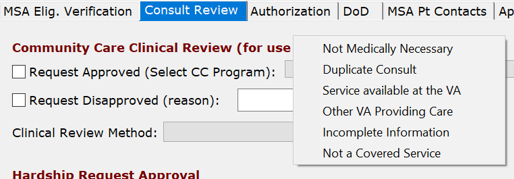 MSA Elig. Verification Consult Review Authorization DoD MSA Pt Contacts Ap
Community Care Clinical Review (for use
Request Approved (Select CC Program):
Request Disapproved (reason):
Clinical Review Method:
Not Medically Necessary
Duplicate Consult
Service available at the VA
Other VA Providing Care
Incomplete Information
Not a Covered Service
Hardship Request Approval